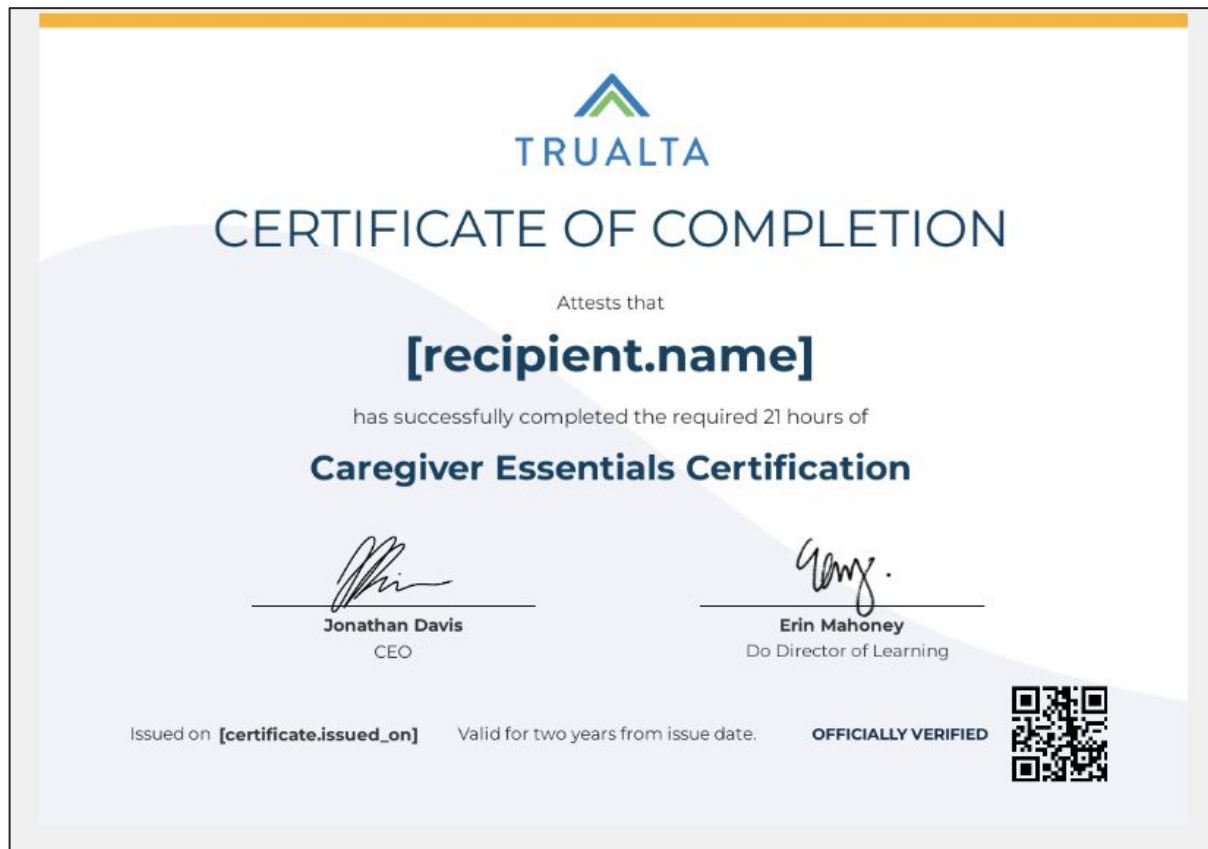 TRUALTA
CERTIFICATE OF COMPLETION
Attests that
[recipient.name]
has successfully completed the required 21 hours of
Caregiver Essentials Certification
Jonathan Davis
CEO
Erin Mahoney
Do Director of Learning
Issued on [certificate.issued_on] Valid for two years from issue date. OFFICIALLY VERIFIED